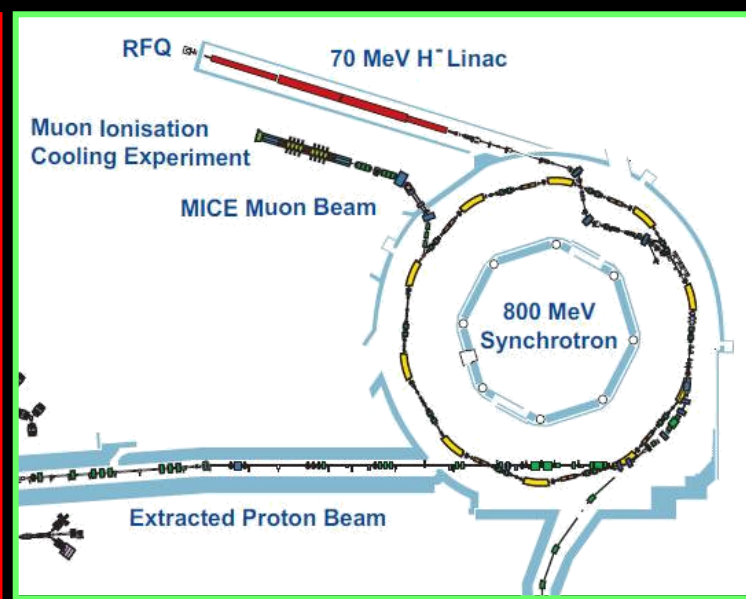 RFQ
70 MeV H⁻ Linac
Muon Ionisation
Cooling Experiment
MICE Muon Beam
800 MeV
Synchrotron
Extracted Proton Beam